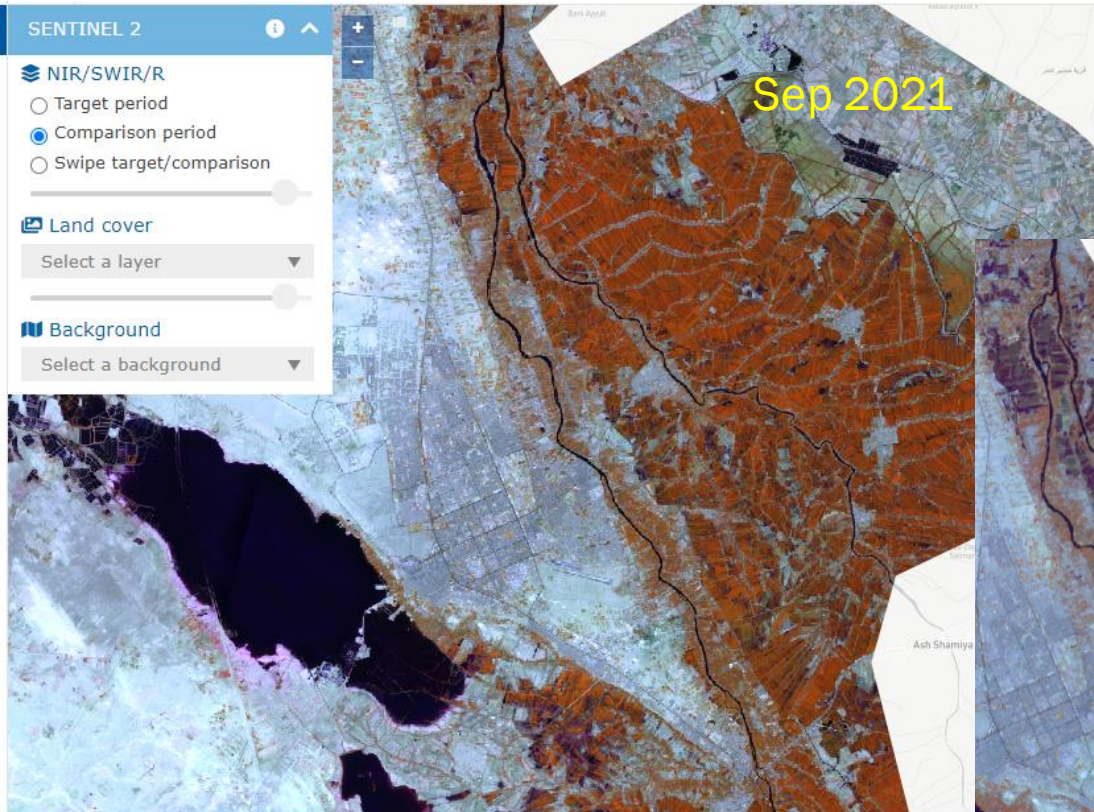 SENTINEL 2
NIR/SWIR/R
Target period
Comparison period
Swipe target/comparison
Land cover
Select a layer
Background
Select a background
+
−
Sep 2021
Ash Shamiya